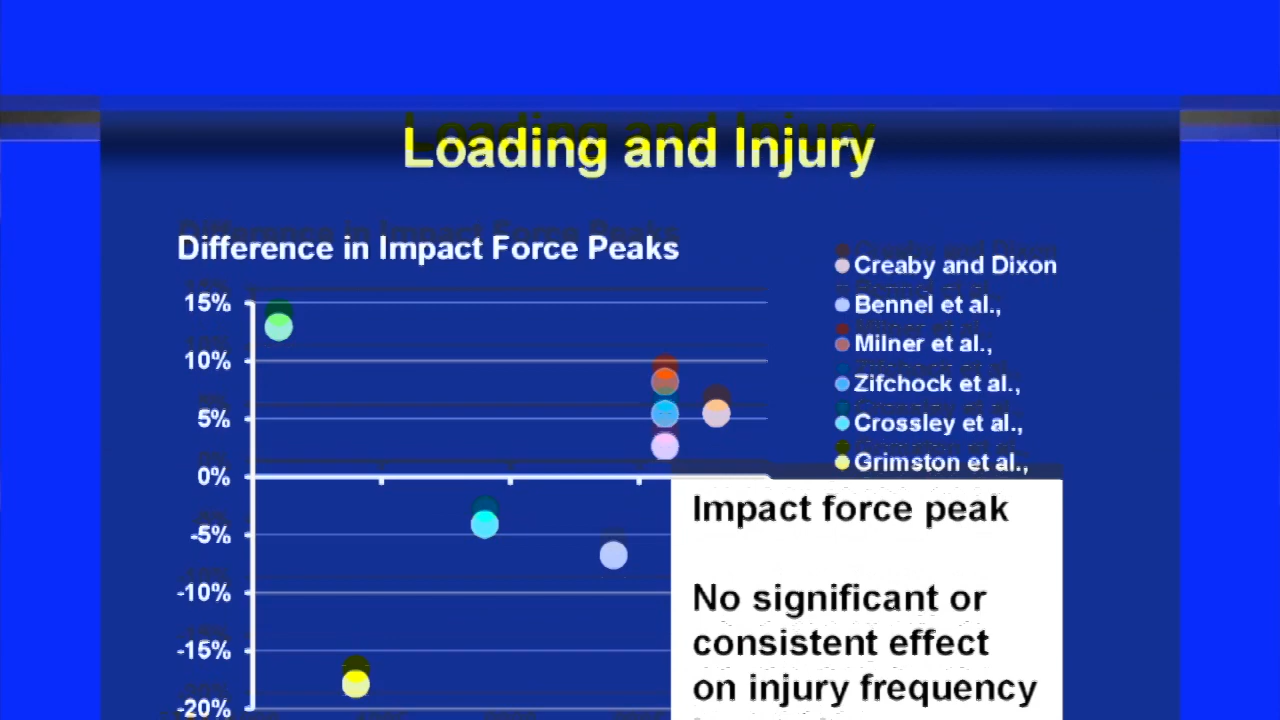 Loading and Injury
Difference in Impact Force Peaks
Creaby and Dixon
Bennel et al.,
Milner et al.,
Zifchock et al.,
Crossley et al.,
Grimston et al.,
15%
10%
5%
0%
-5%
-10%
-15%
-20%
Impact force peak
No significant or
consistent effect
on injury frequency